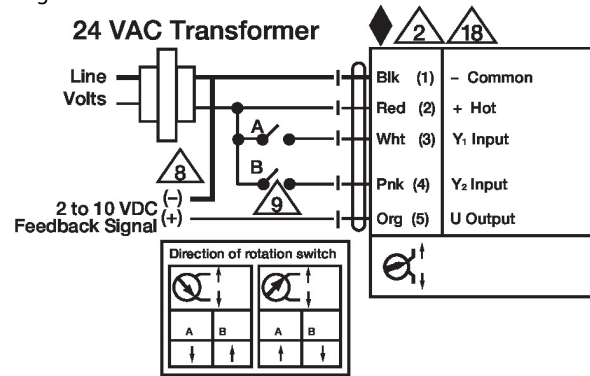 24 VAC Transformer
2 18
Line
Volts
Blk (1) – Common
Red (2) + Hot
A
Wht (3) Y₁ Input
B
Pnk (4) Y₂ Input
8
9
2 to 10 VDC (–)
Feedback Signal (+)
Org (5) U Output
Direction of rotation switch
A B A B